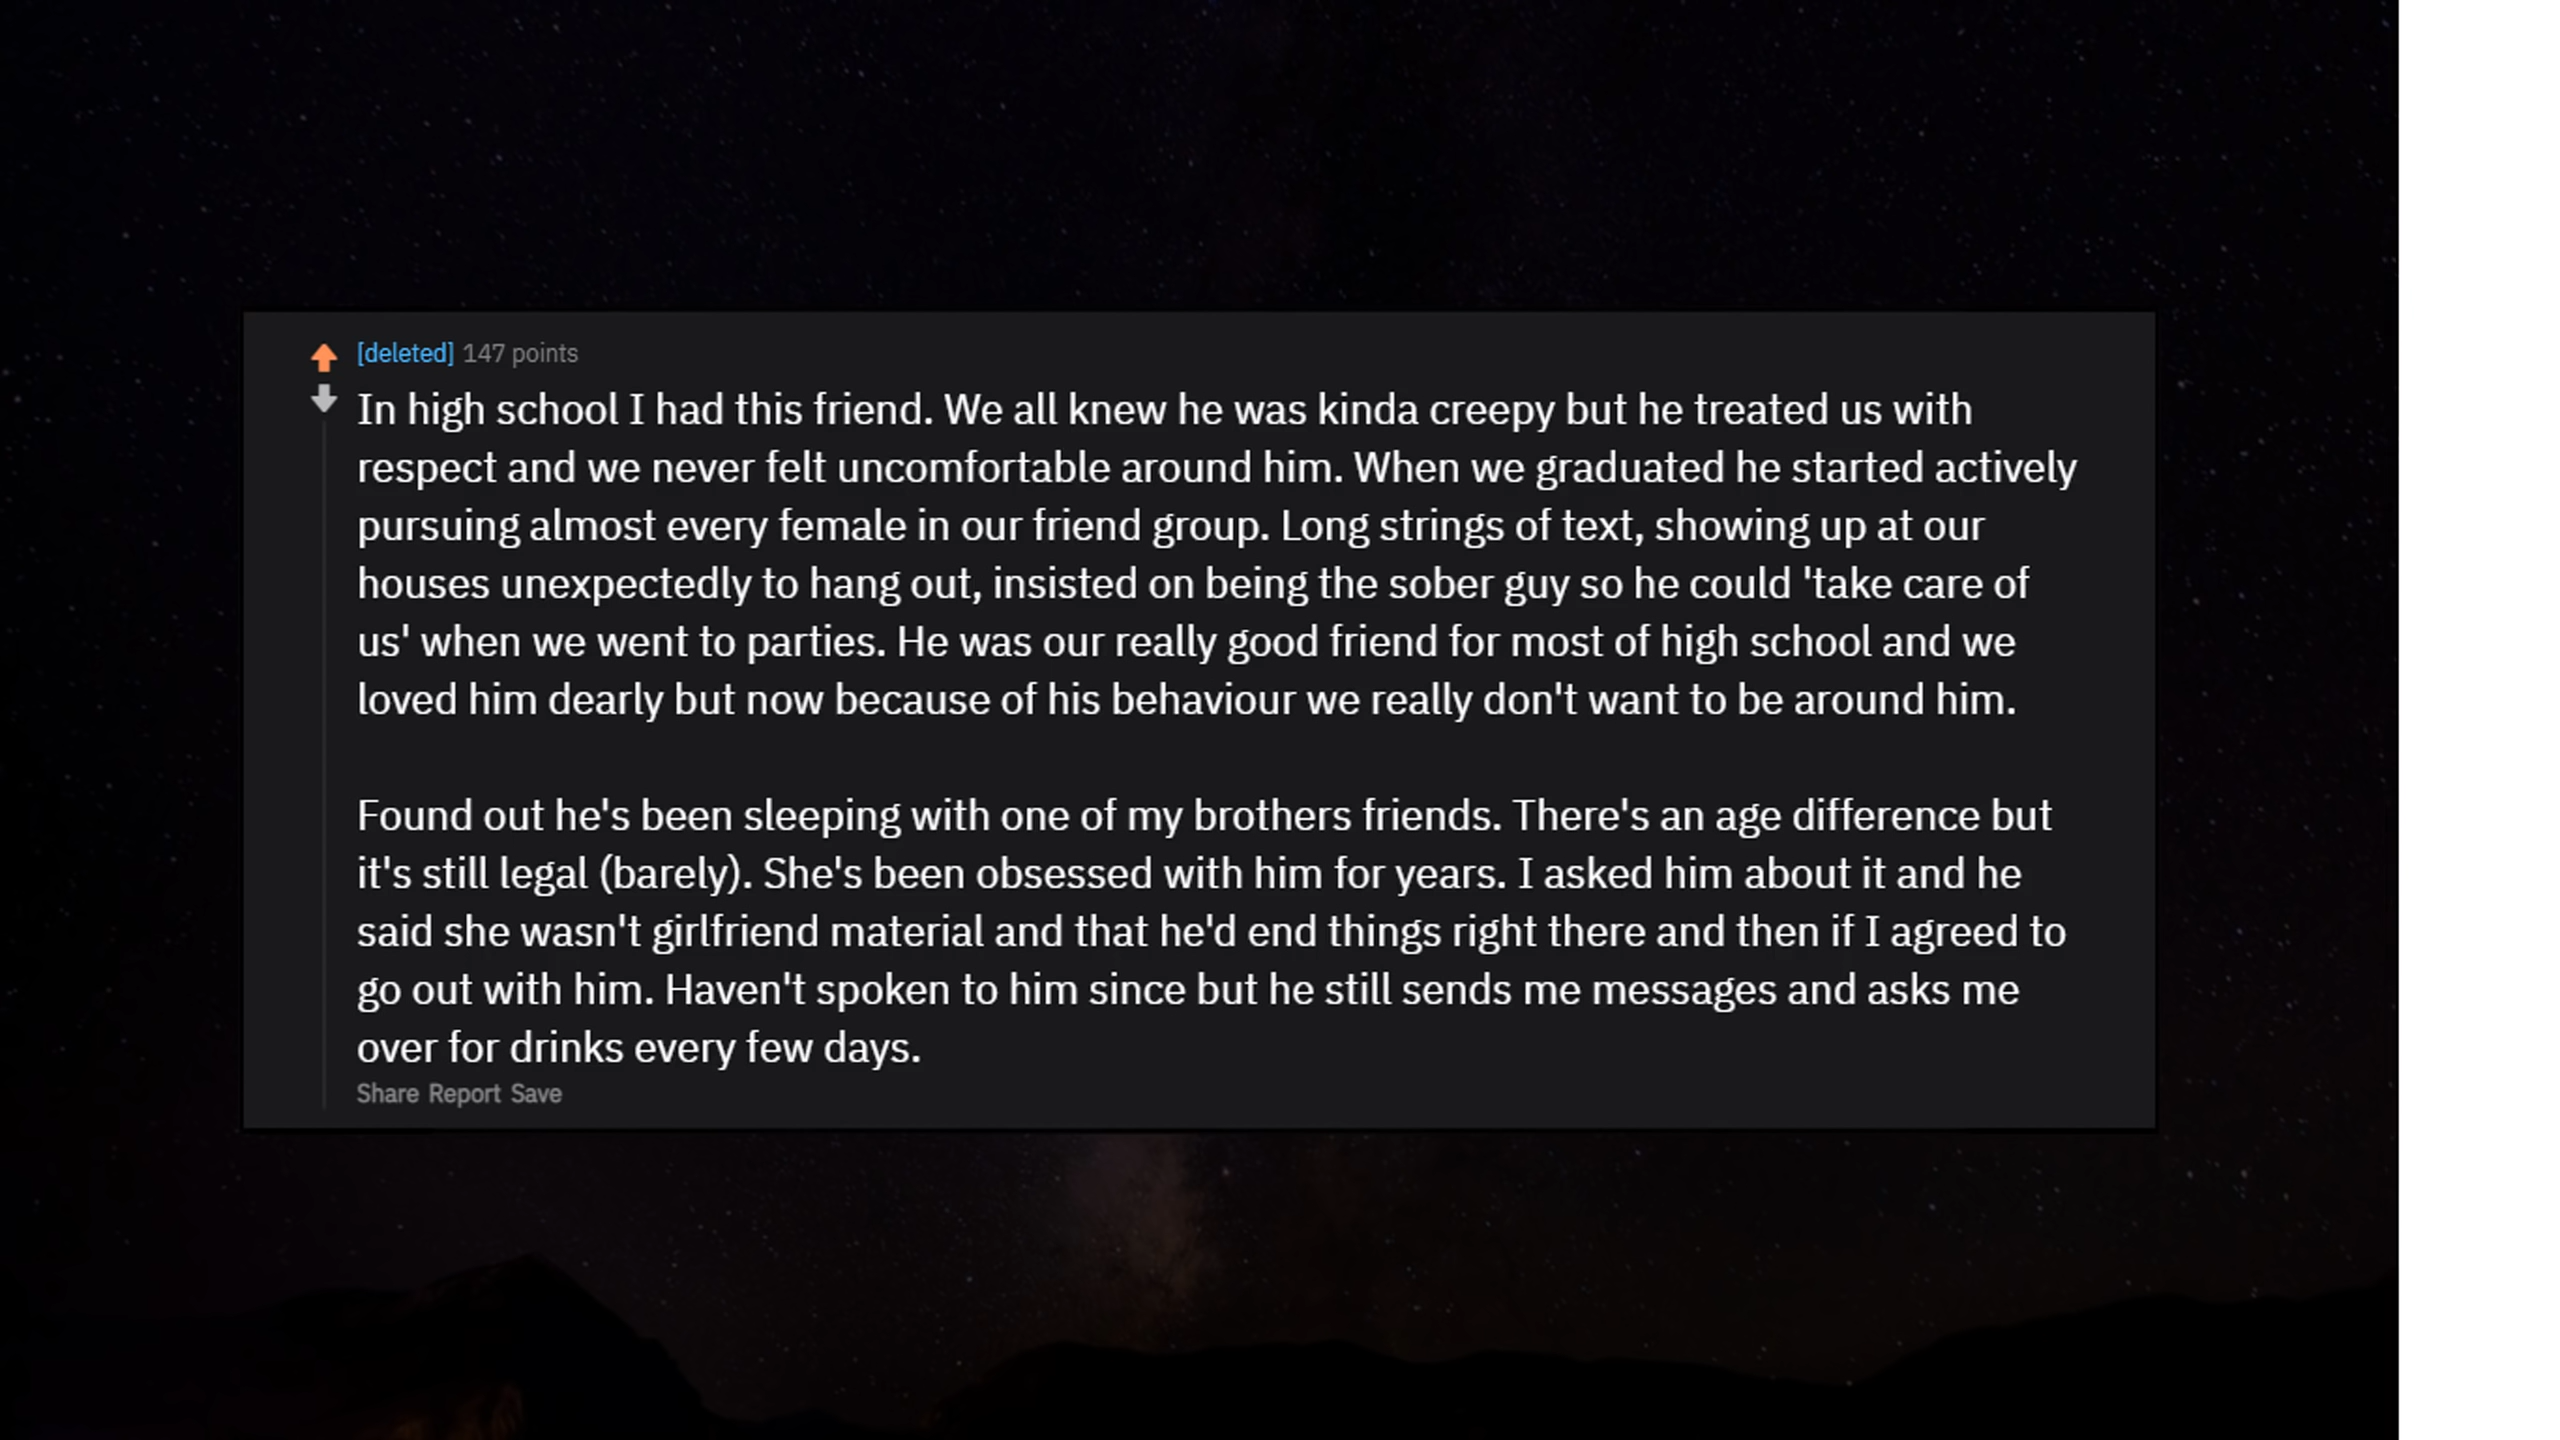 [deleted] 147 points
In high school I had this friend. We all knew he was kinda creepy but he treated us with
respect and we never felt uncomfortable around him. When we graduated he started actively
pursuing almost every female in our friend group. Long strings of text, showing up at our
houses unexpectedly to hang out, insisted on being the sober guy so he could 'take care of
us' when we went to parties. He was our really good friend for most of high school and we
loved him dearly but now because of his behaviour we really don't want to be around him.
Found out he's been sleeping with one of my brothers friends. There's an age difference but
it's still legal (barely). She's been obsessed with him for years. I asked him about it and he
said she wasn't girlfriend material and that he'd end things right there and then if I agreed to
go out with him. Haven't spoken to him since but he still sends me messages and asks me
over for drinks every few days.
Share Report Save